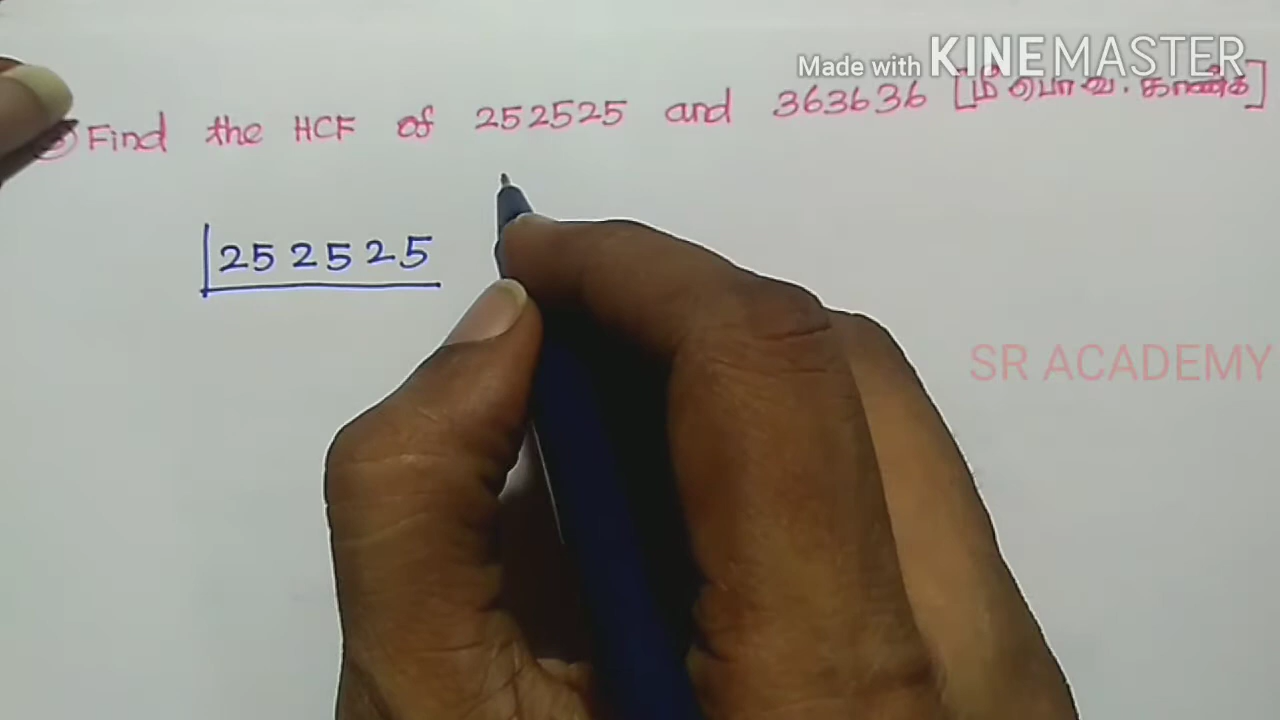 Made with KINEMASTER
Find the HCF of 252525 and 363636 [மீ பொ.வ. காண்க]
252525
SR ACADEMY